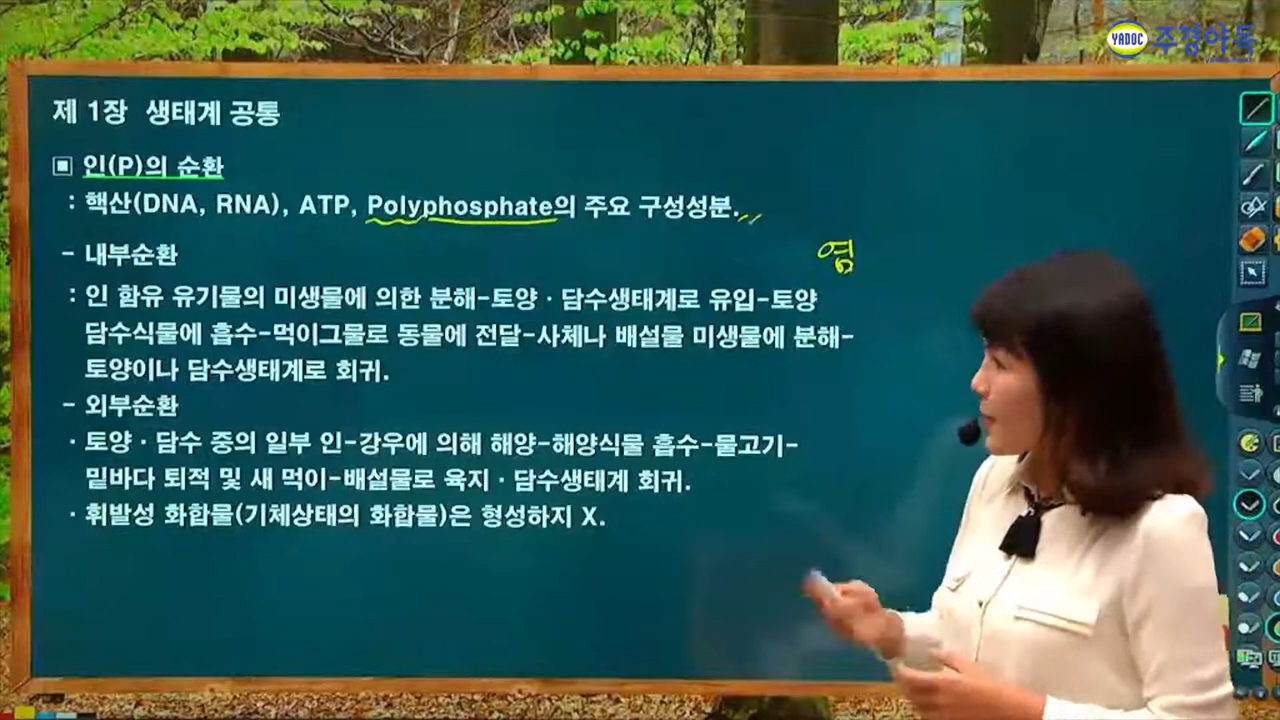 YADOC 주경야독
제 1장 생태계 공통
▣ 인(P)의 순환
: 핵산(DNA, RNA), ATP, Polyphosphate의 주요 구성성분.
염
- 내부순환
: 인 함유 유기물의 미생물에 의한 분해-토양 · 담수생태계로 유입-토양
담수식물에 흡수-먹이그물로 동물에 전달-사체나 배설물 미생물에 분해-
토양이나 담수생태계로 회귀.
- 외부순환
· 토양 · 담수 중의 일부 인-강우에 의해 해양-해양식물 흡수-물고기-
밑바다 퇴적 및 새 먹이-배설물로 육지 · 담수생태계 회귀.
· 휘발성 화합물(기체상태의 화합물)은 형성하지 X.